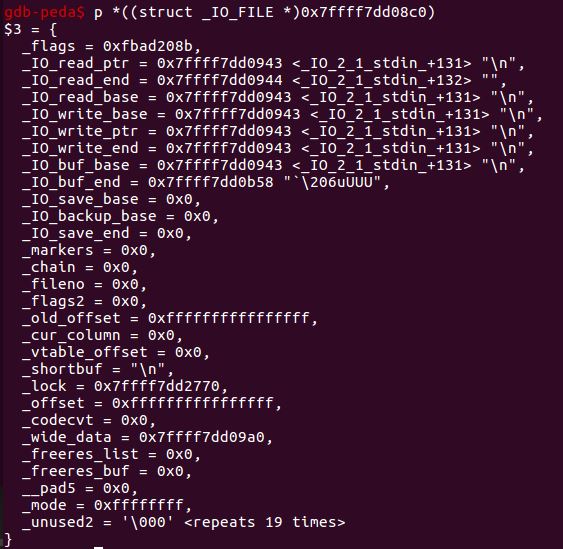 gdb-peda$ p *((struct _IO_FILE *)0x7ffff7dd08c0)
$3 = {
  _flags = 0xfbad208b,
  _IO_read_ptr = 0x7ffff7dd0943 <_IO_2_1_stdin_+131> "\n",
  _IO_read_end = 0x7ffff7dd0944 <_IO_2_1_stdin_+132> "",
  _IO_read_base = 0x7ffff7dd0943 <_IO_2_1_stdin_+131> "\n",
  _IO_write_base = 0x7ffff7dd0943 <_IO_2_1_stdin_+131> "\n",
  _IO_write_ptr = 0x7ffff7dd0943 <_IO_2_1_stdin_+131> "\n",
  _IO_write_end = 0x7ffff7dd0943 <_IO_2_1_stdin_+131> "\n",
  _IO_buf_base = 0x7ffff7dd0943 <_IO_2_1_stdin_+131> "\n",
  _IO_buf_end = 0x7ffff7dd0b58 "`\206uUUU",
  _IO_save_base = 0x0,
  _IO_backup_base = 0x0,
  _IO_save_end = 0x0,
  _markers = 0x0,
  _chain = 0x0,
  _fileno = 0x0,
  _flags2 = 0x0,
  _old_offset = 0xffffffffffffffff,
  _cur_column = 0x0,
  _vtable_offset = 0x0,
  _shortbuf = "\n",
  _lock = 0x7ffff7dd2770,
  _offset = 0xffffffffffffffff,
  _codecvt = 0x0,
  _wide_data = 0x7ffff7dd09a0,
  _freeres_list = 0x0,
  _freeres_buf = 0x0,
  __pad5 = 0x0,
  _mode = 0xffffffff,
  _unused2 = '\000' <repeats 19 times>
}